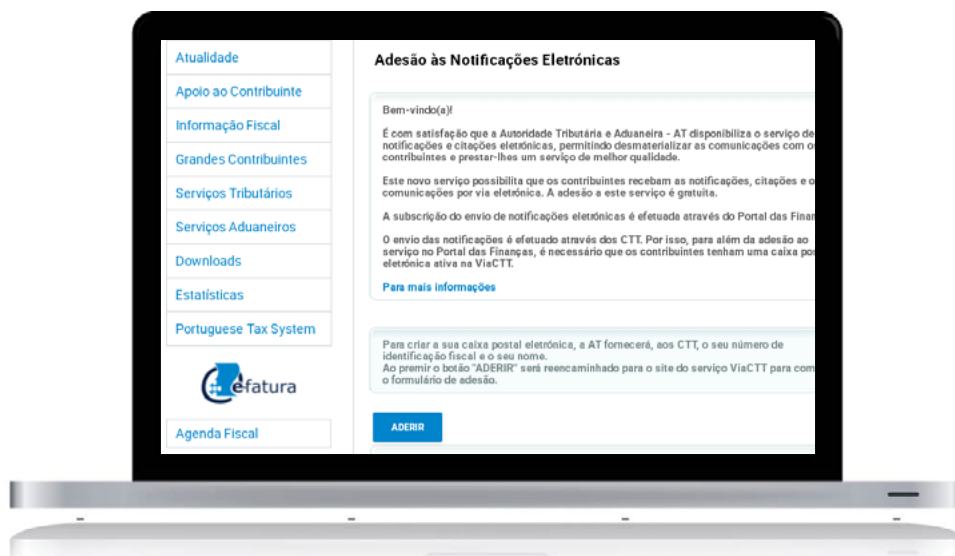 Atualidade
Apoio ao Contribuinte
Informação Fiscal
Grandes Contribuintes
Serviços Tributários
Serviços Aduaneiros
Downloads
Estatísticas
Portuguese Tax System
efatura
Agenda Fiscal
Adesão às Notificações Eletrónicas
Bem-vindo(a)!
É com satisfação que a Autoridade Tributária e Aduaneira - AT disponibiliza o serviço de
notificações e citações eletrónicas, permitindo desmaterializar as comunicações com o
contribuintes e prestar-lhes um serviço de melhor qualidade.
Este novo serviço possibilita que os contribuintes recebam as notificações, citações e o
comunicações por via eletrónica. A adesão a este serviço é gratuita.
A subscrição do envio de notificações eletrónicas é efetuada através do Portal das Finan
O envio das notificações é efetuado através dos CTT. Por isso, para além da adesão ao
serviço no Portal das Finanças, é necessário que os contribuintes tenham uma caixa pos
eletrónica ativa na ViaCTT.
Para mais informações
Para criar a sua caixa postal eletrónica, a AT fornecerá, aos CTT, o seu número de
identificação fiscal e o seu nome.
Ao premir o botão "ADERIR" será reencaminhado para o site do serviço ViaCTT para com
o formulário de adesão.
ADERIR